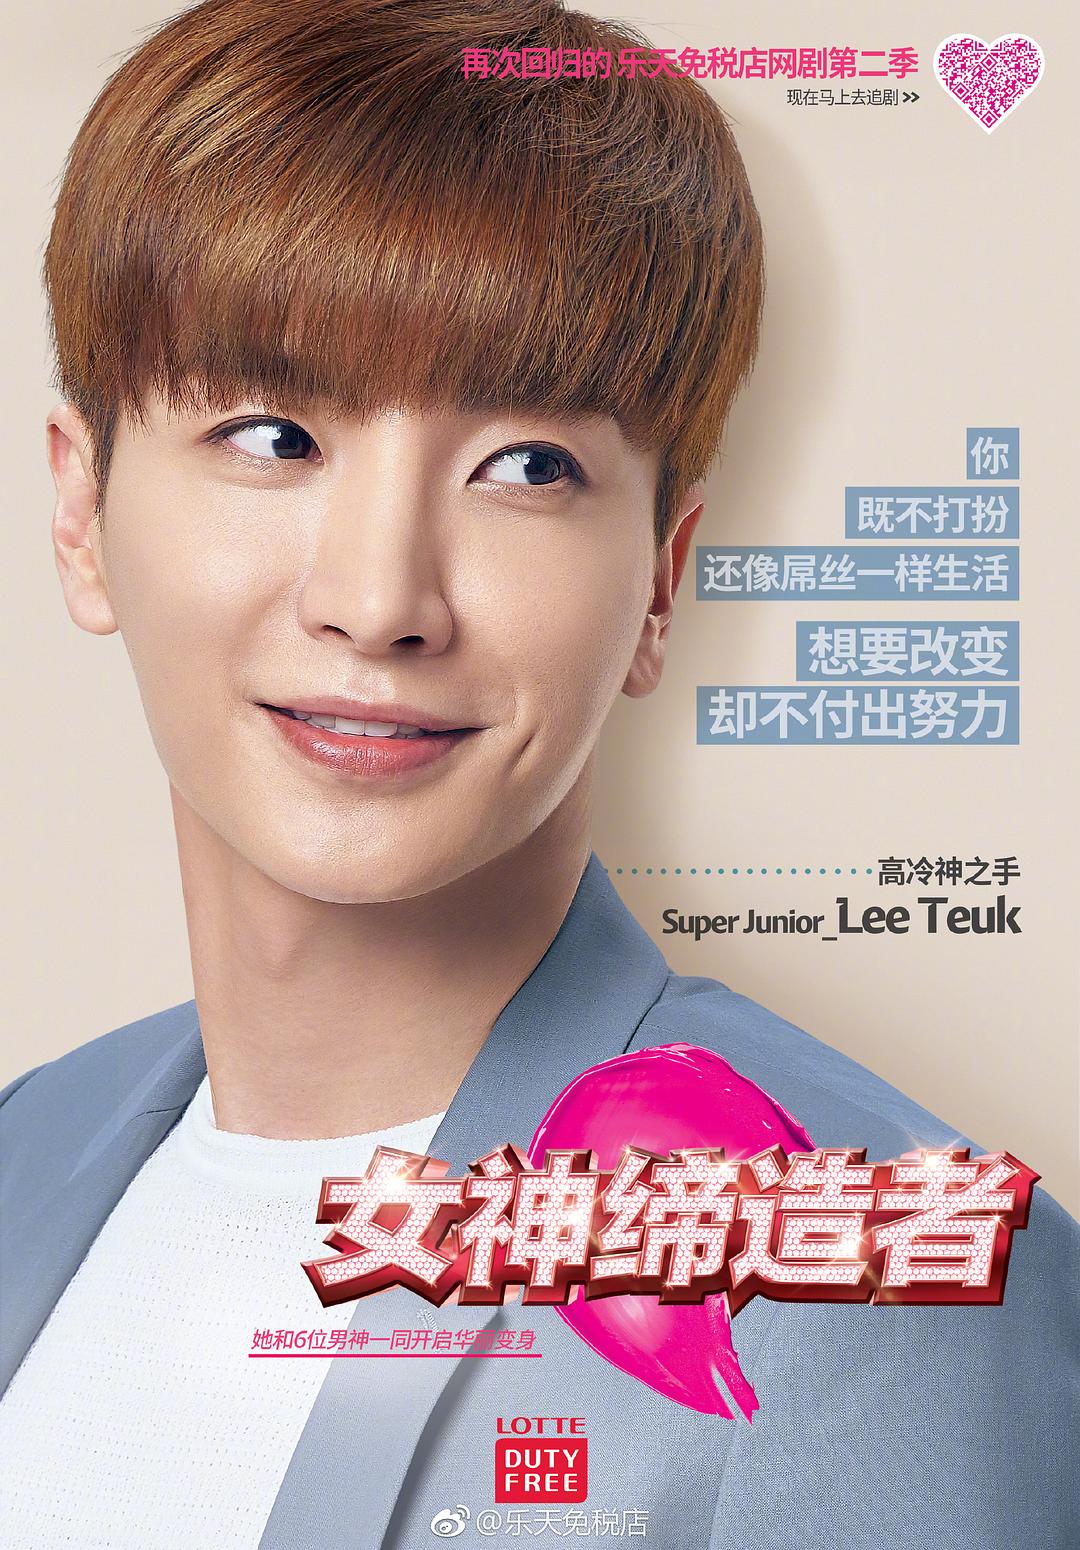 再次回归的 乐天免税店网剧第二季
现在马上去追剧 >>
你
既不打扮
还像屌丝一样生活
想要改变
却不付出努力
高冷神之手
Super Junior_Lee Teuk
女神缔造者
她和6位男神一同开启华丽变身
LOTTE
DUTY
FREE
@乐天免税店